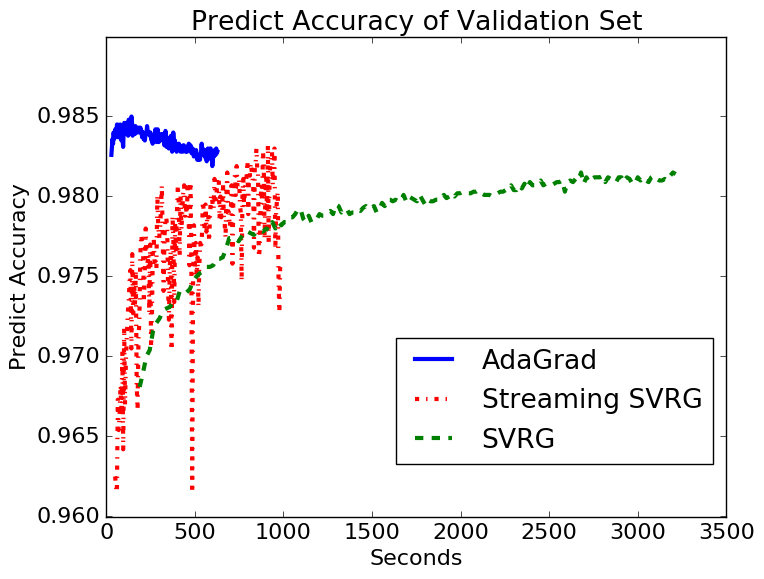 Predict Accuracy of Validation Set
Predict Accuracy
0.985
0.980
0.975
0.970
0.965
0.960
AdaGrad
Streaming SVRG
SVRG
0 500 1000 1500 2000 2500 3000 3500
Seconds